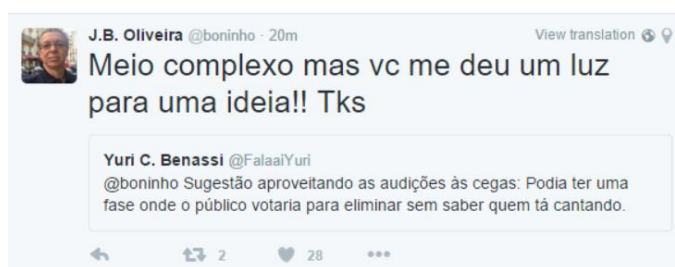 J.B. Oliveira @boninho · 20m View translation
Meio complexo mas vc me deu um luz
para uma ideia!! Tks
Yuri C. Benassi @FalaaiYuri
@boninho Sugestão aproveitando as audições às cegas: Podia ter uma
fase onde o público votaria para eliminar sem saber quem tá cantando.
2 28